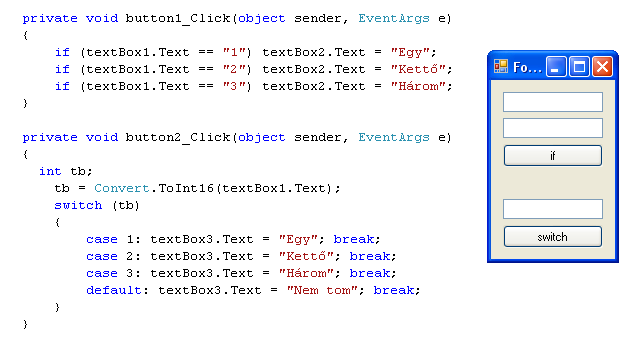 private void button1_Click(object sender, EventArgs e)
{
if (textBox1.Text == "1") textBox2.Text = "Egy";
if (textBox1.Text == "2") textBox2.Text = "Kettő";
if (textBox1.Text == "3") textBox2.Text = "Három";
}
private void button2_Click(object sender, EventArgs e)
{
int tb;
tb = Convert.ToInt16(textBox1.Text);
switch (tb)
{
case 1: textBox3.Text = "Egy"; break;
case 2: textBox3.Text = "Kettő"; break;
case 3: textBox3.Text = "Három"; break;
default: textBox3.Text = "Nem tom"; break;
}
}
Fo...
if
switch